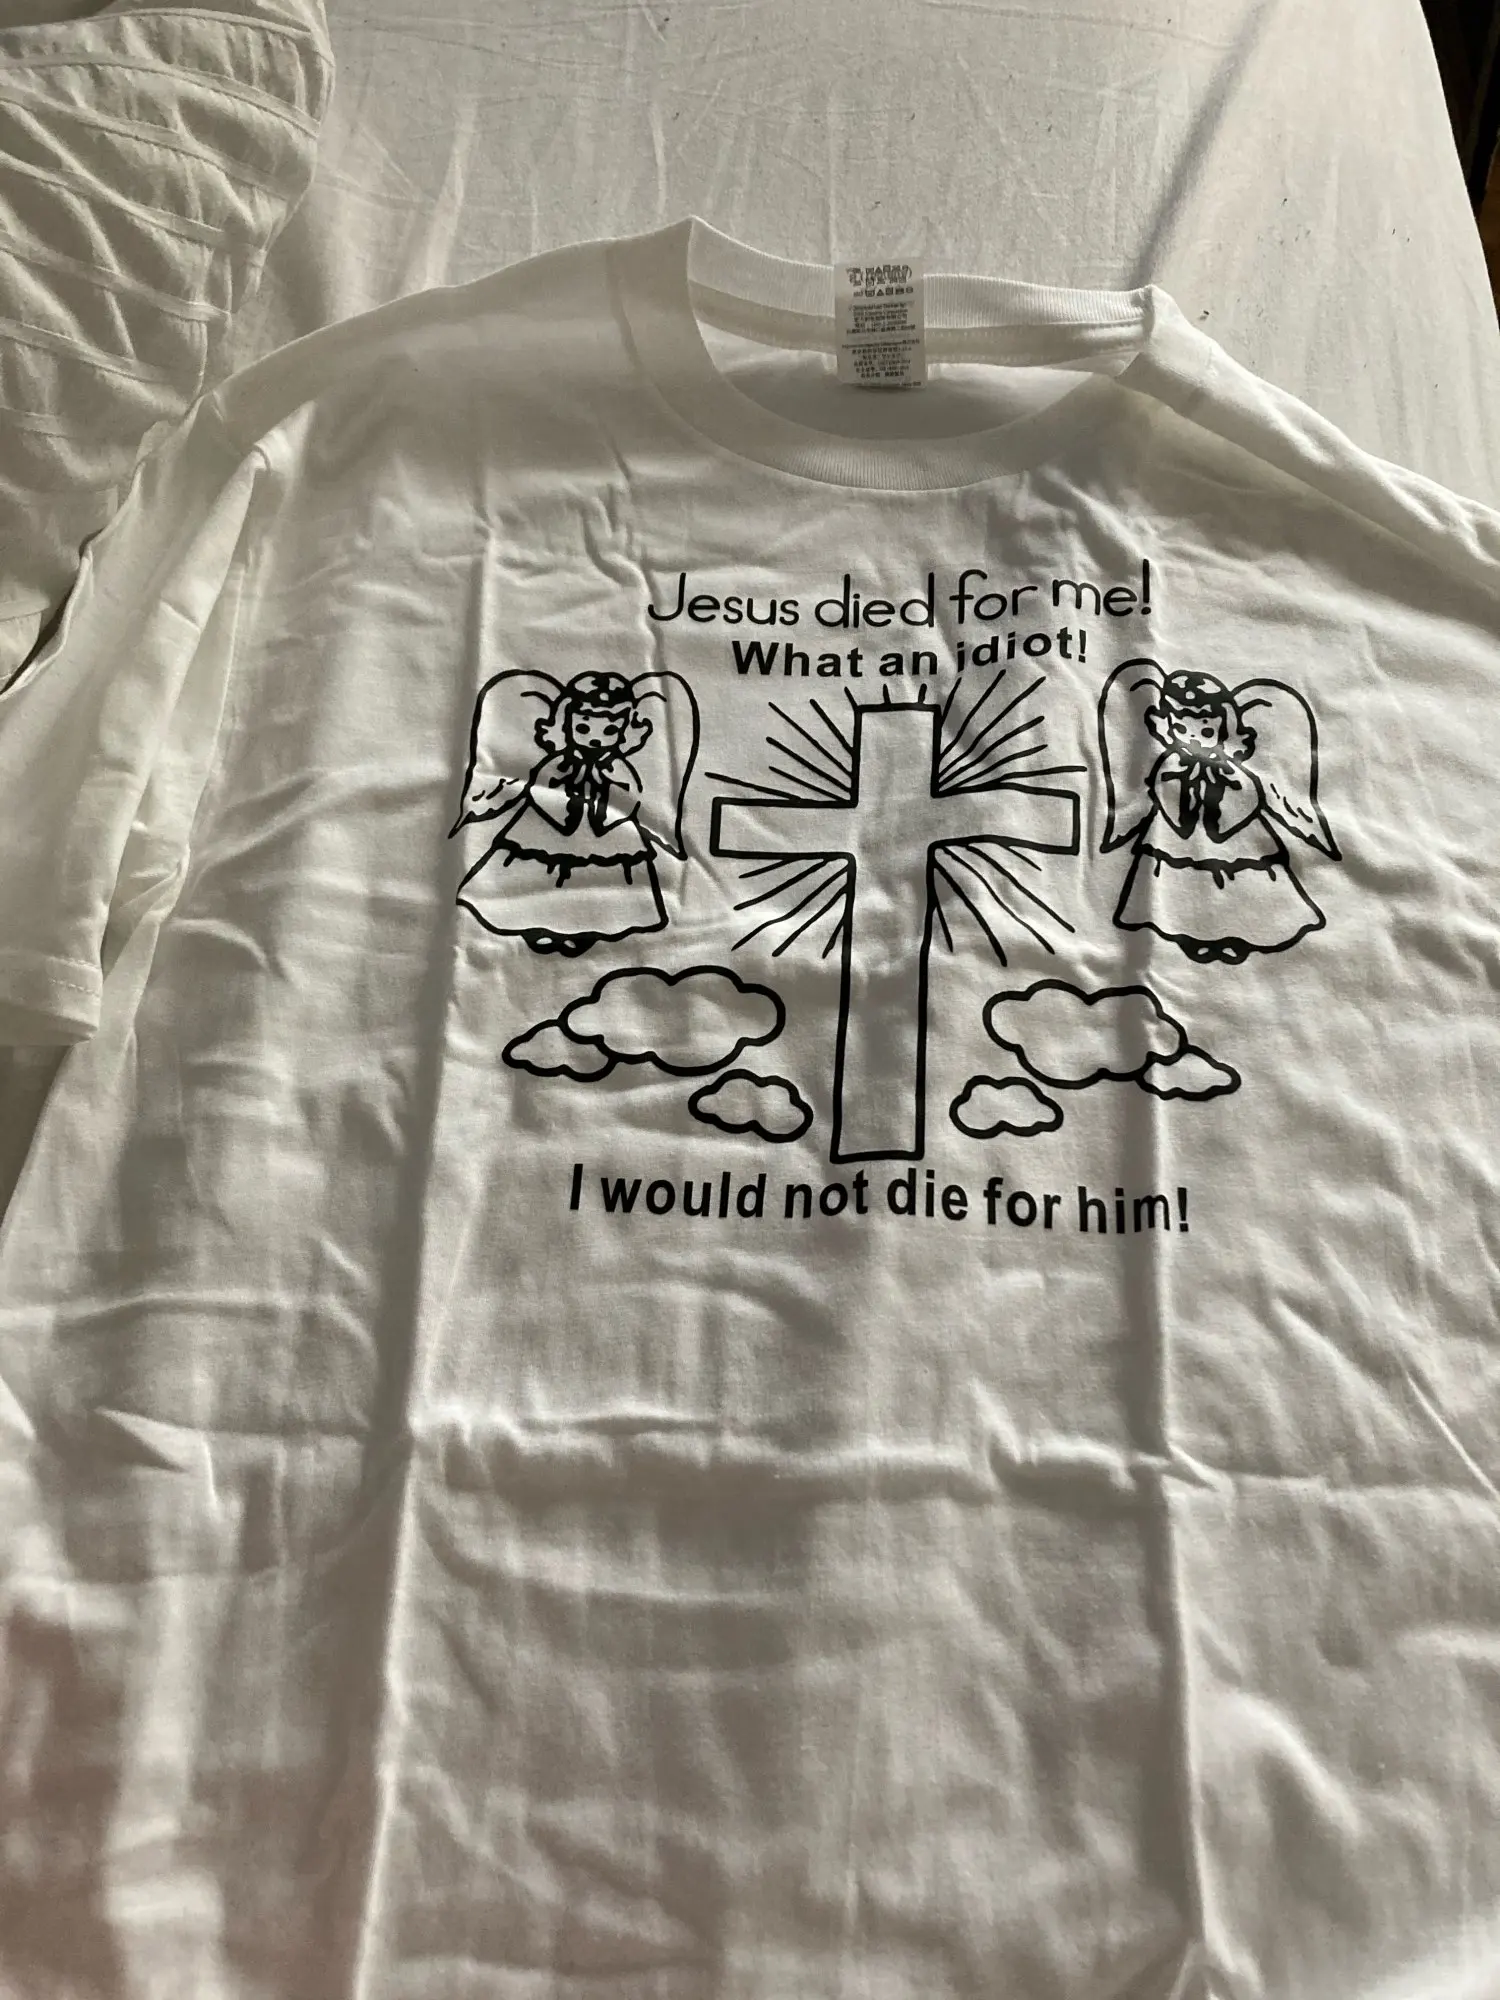 Jesus died for me!
What an idiot!
I would not die for him!